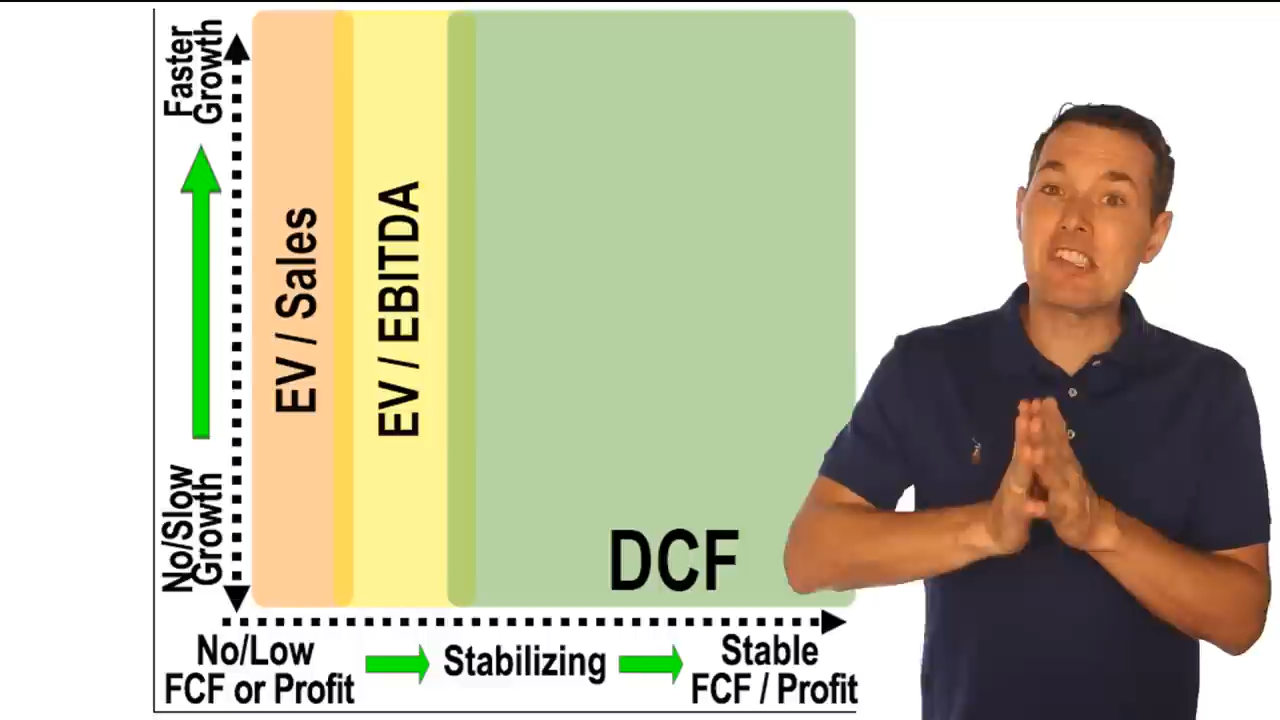 Faster
Growth
No/Slow
Growth
EV / Sales
EV / EBITDA
DCF
No/Low
FCF or Profit
Stabilizing
Stable
FCF / Profit